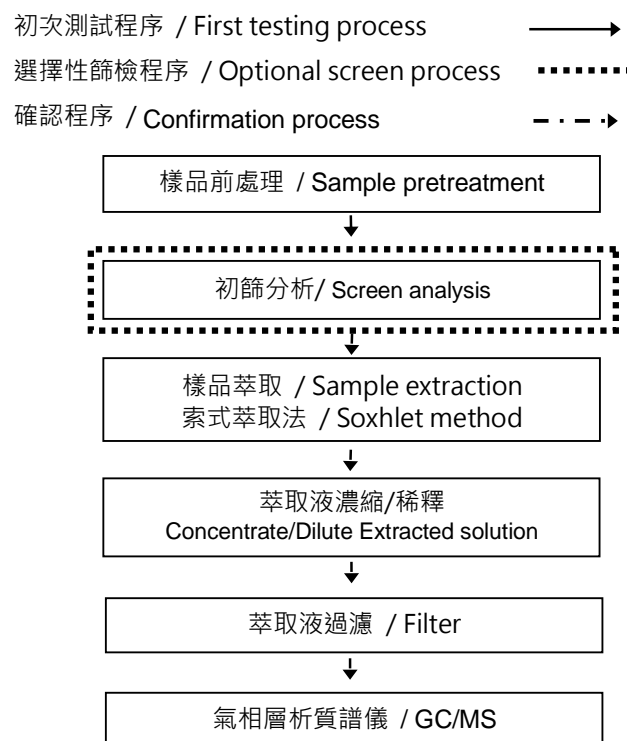 初次測試程序 / First testing process
選擇性篩檢程序 / Optional screen process
確認程序 / Confirmation process
樣品前處理 / Sample pretreatment
初篩分析/ Screen analysis
樣品萃取 / Sample extraction
索式萃取法 / Soxhlet method
萃取液濃縮/稀釋
Concentrate/Dilute Extracted solution
萃取液過濾 / Filter
氣相層析質譜儀 / GC/MS